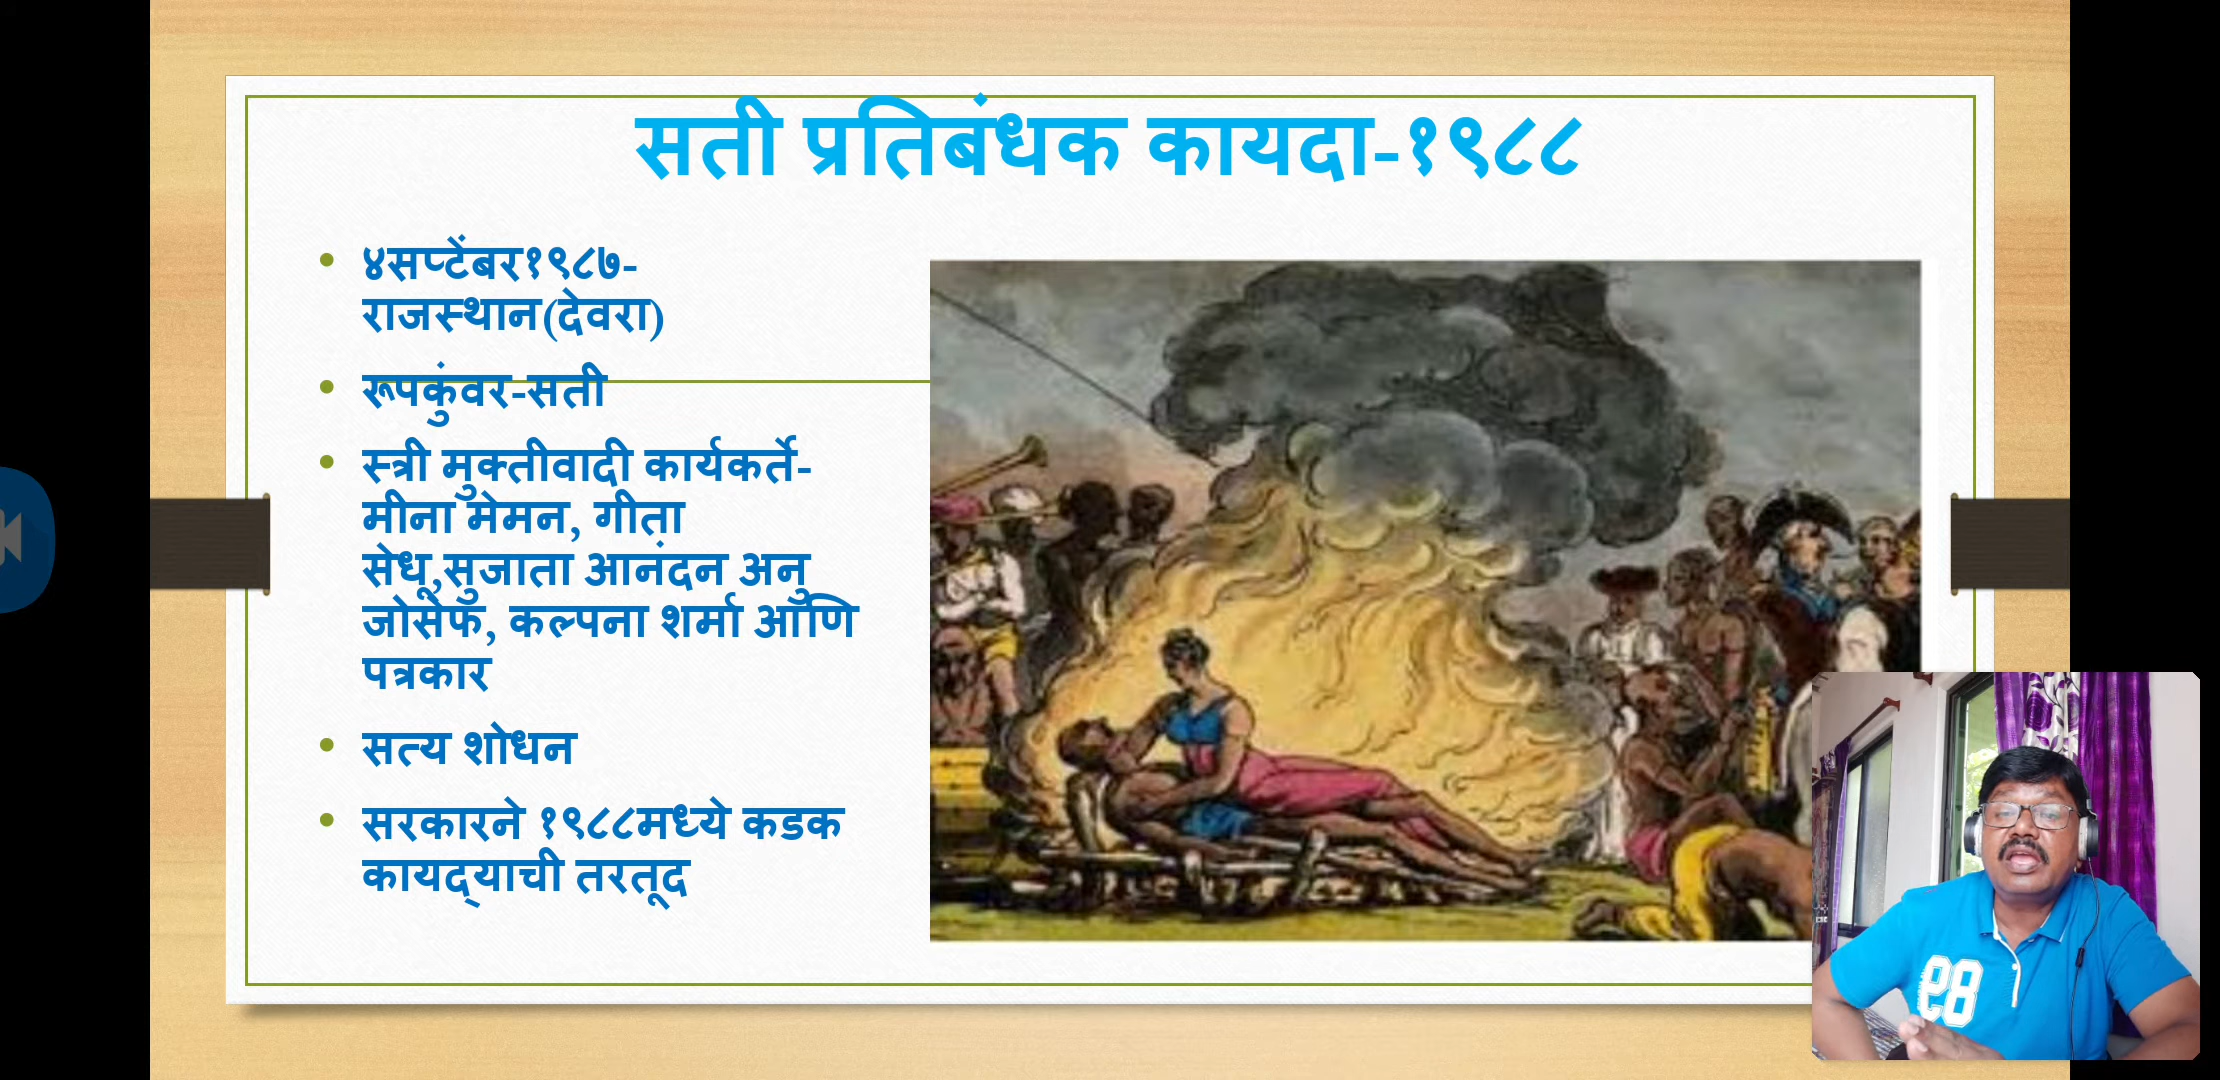 सती प्रतिबंधक कायदा-१९८८
४सप्टेंबर१९८७-
राजस्थान(देवरा)
रूपकुंवर-सती
स्त्री मुक्तीवादी कार्यकर्ते-
मीना मेमन, गीता
सेधू,सुजाता आनंदन अनु
जोसेफ, कल्पना शर्मा आणि
पत्रकार
सत्य शोधन
सरकारने १९८८मध्ये कडक
कायद्याची तरतूद
98